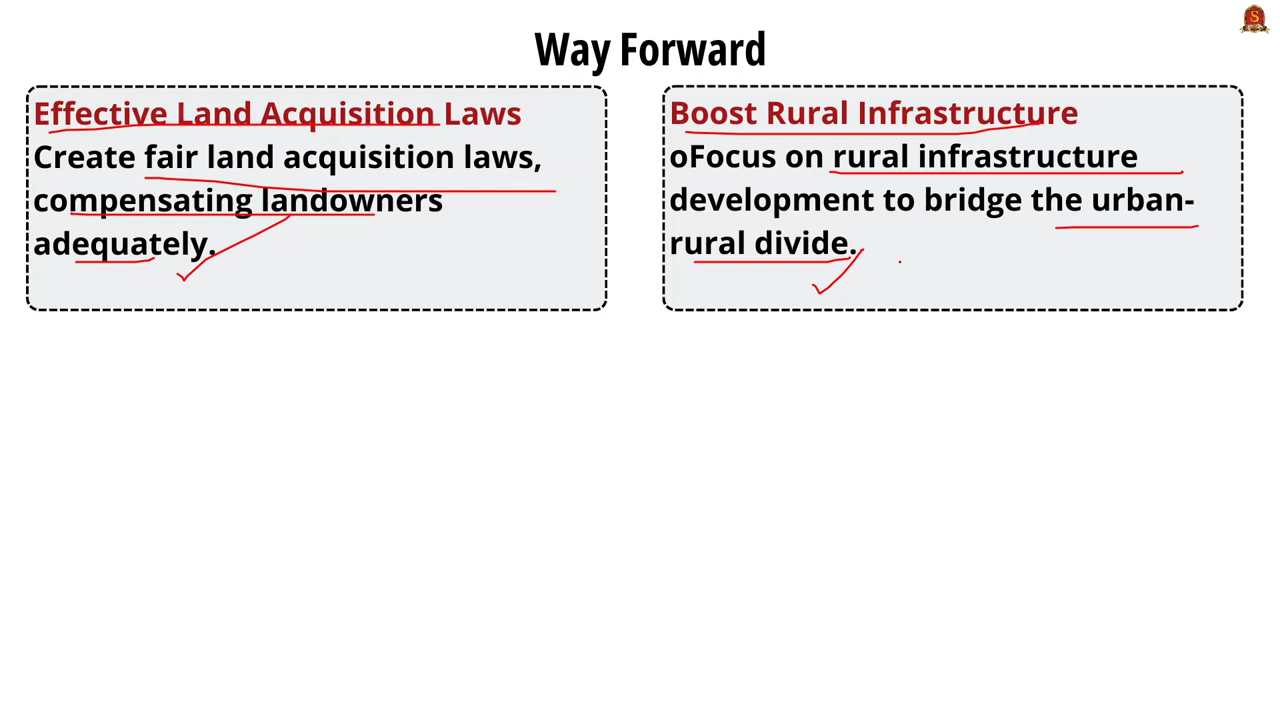 Way Forward
Effective Land Acquisition Laws
Create fair land acquisition laws,
compensating landowners
adequately.
Boost Rural Infrastructure
oFocus on rural infrastructure
development to bridge the urban-
rural divide.
S